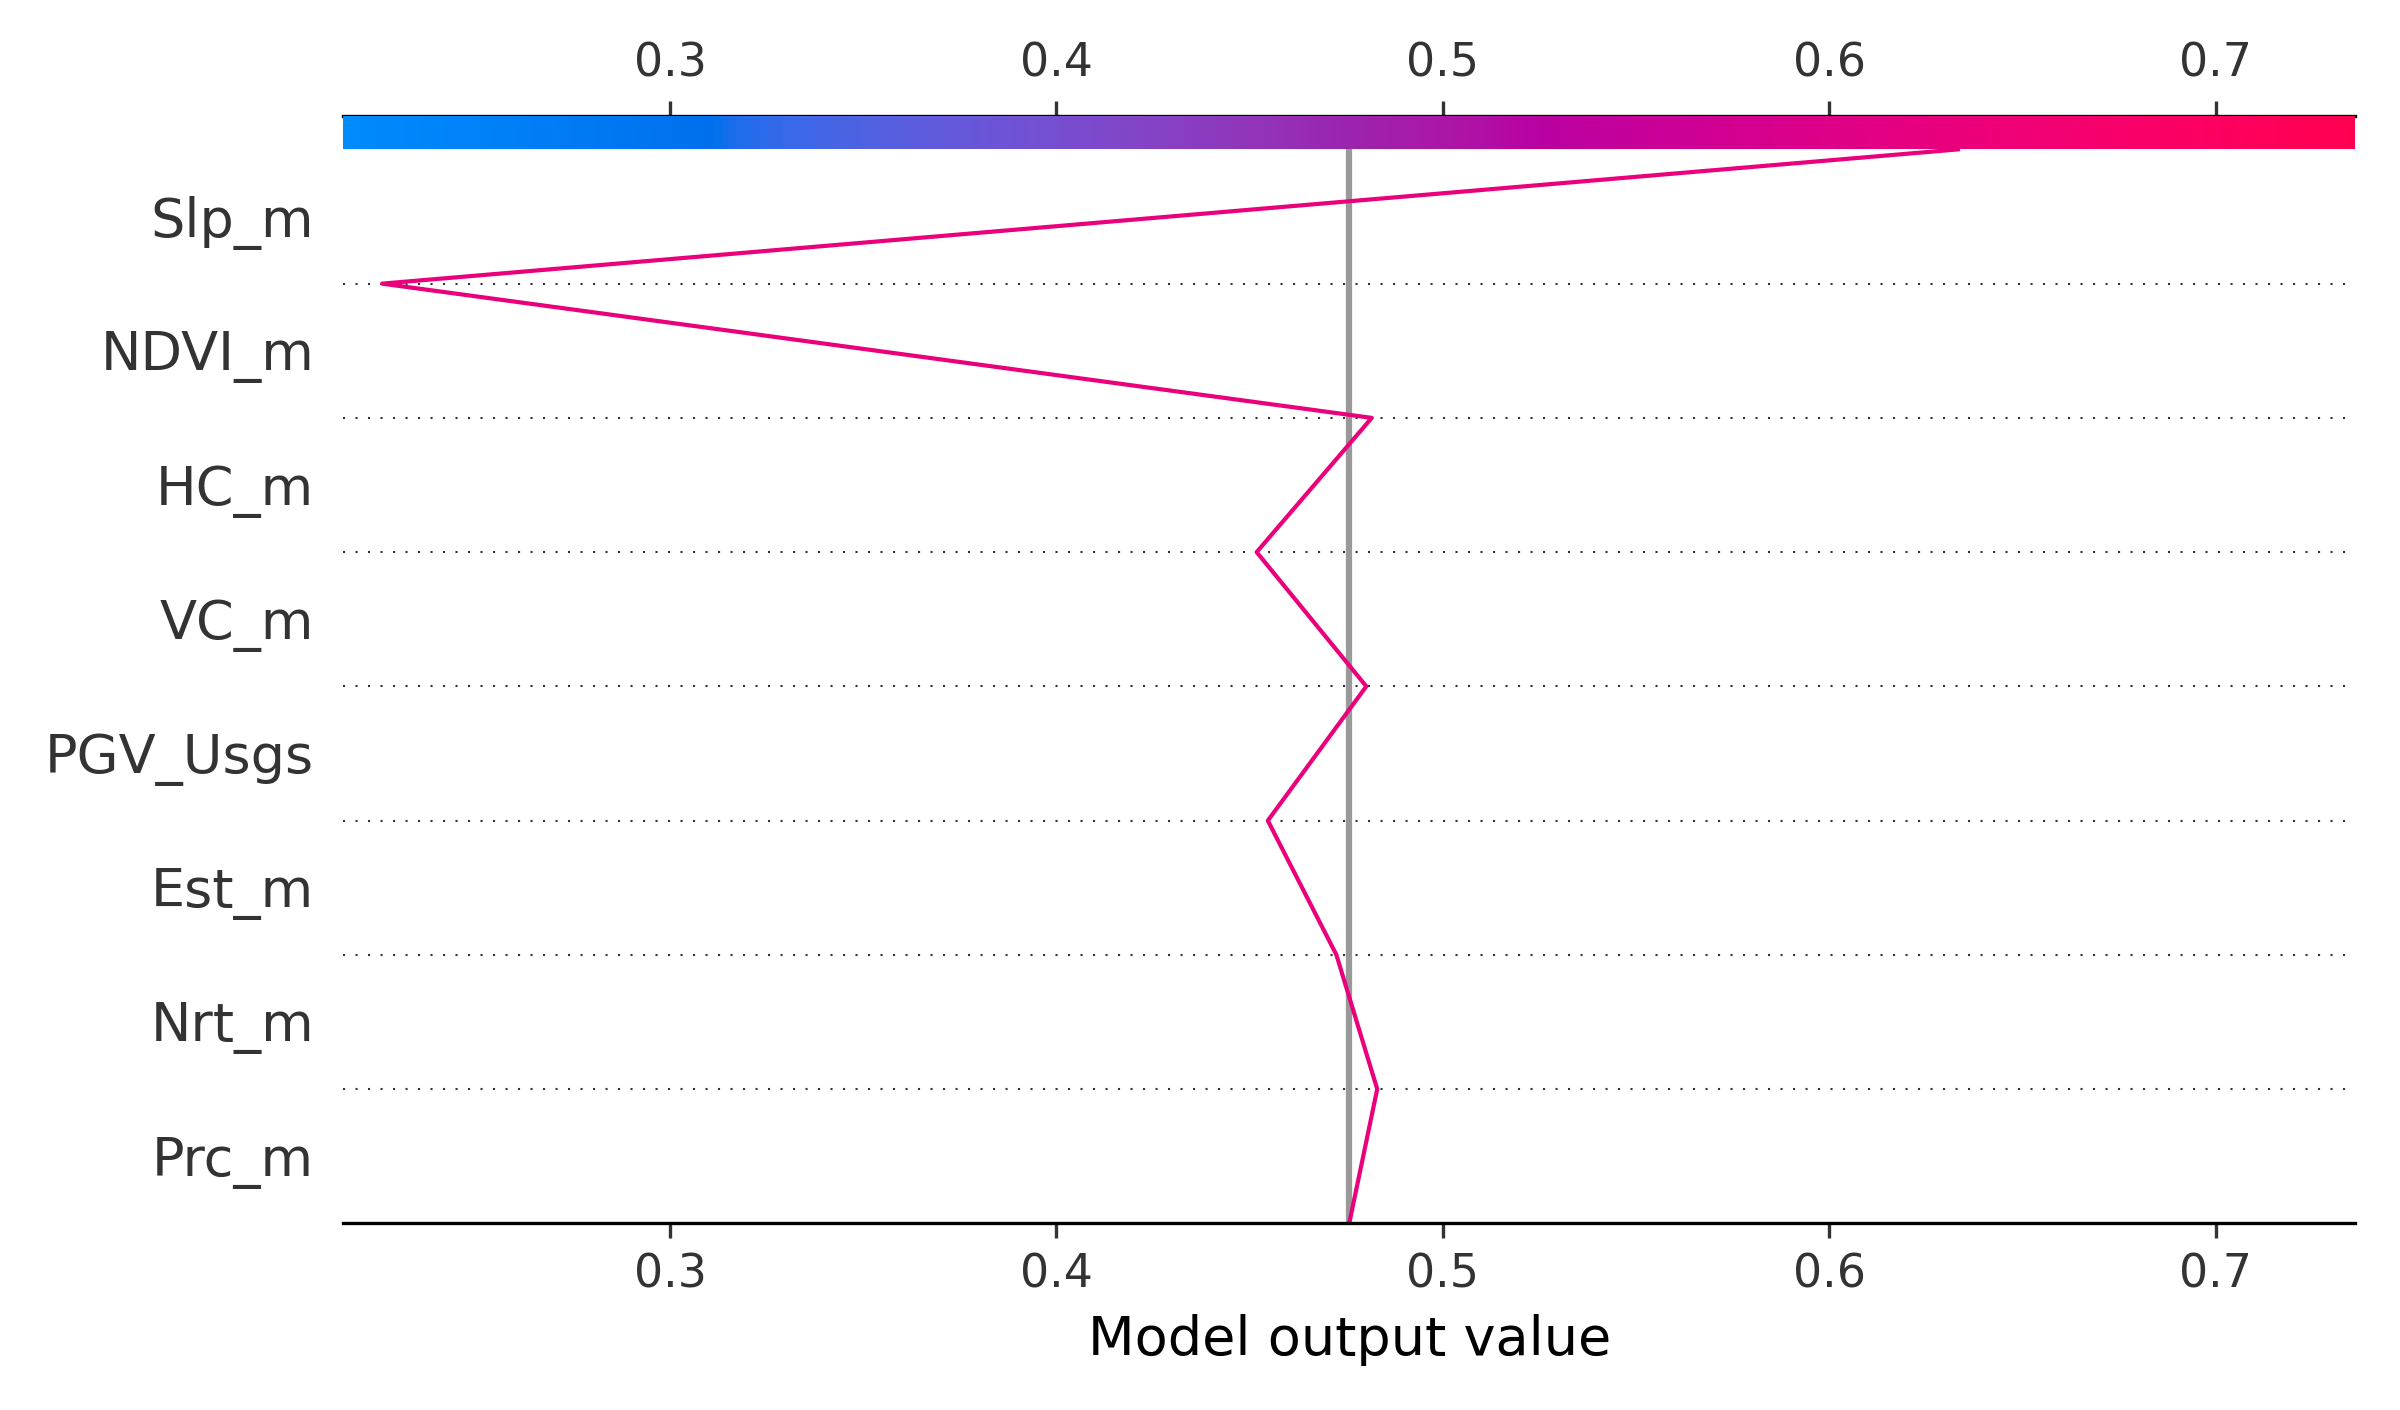 0.3 0.4 0.5 0.6 0.7
Slp_m
NDVI_m
HC_m
VC_m
PGV_Usgs
Est_m
Nrt_m
Prc_m
0.3 0.4 0.5 0.6 0.7
Model output value